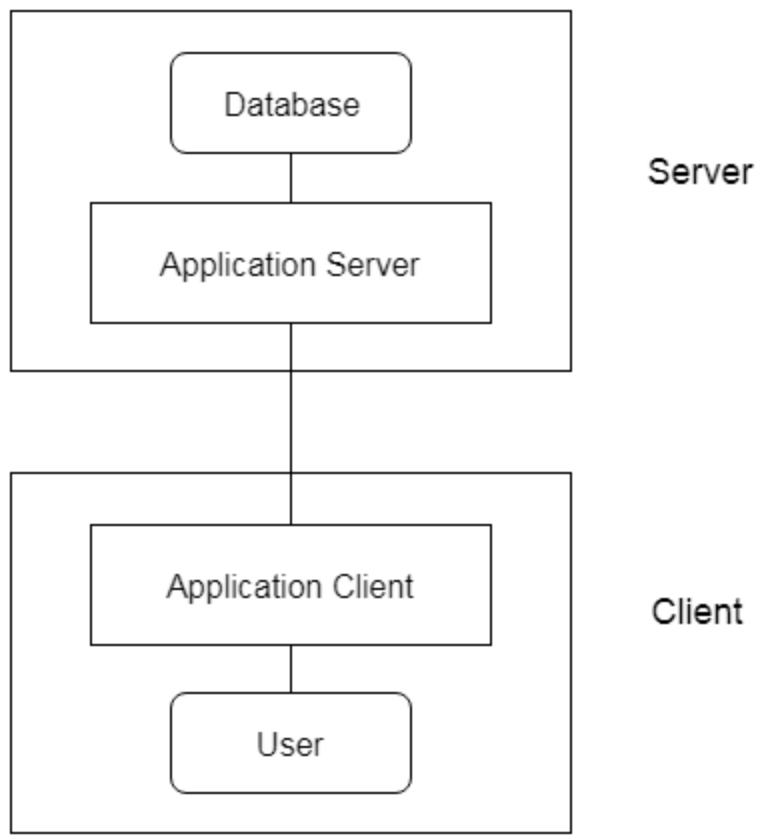 Database
Server
Application Server
Application Client
Client
User